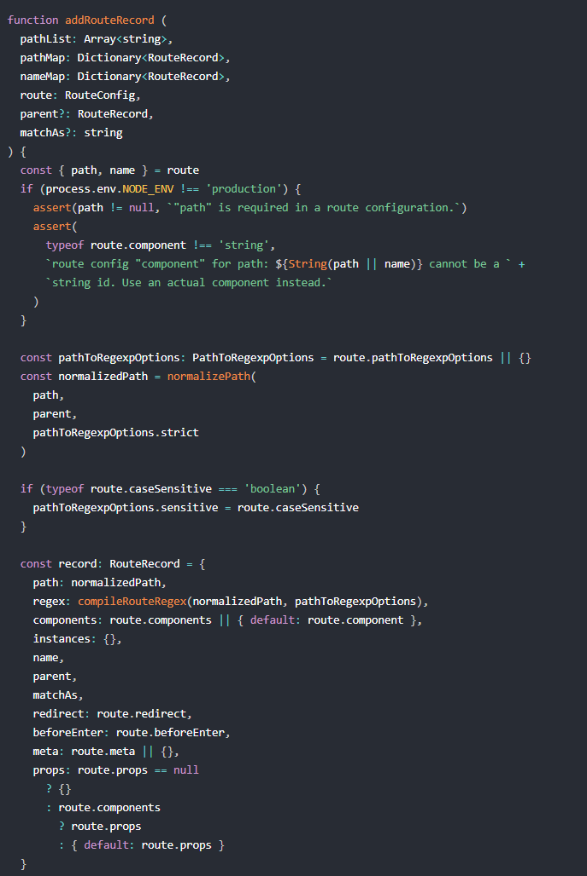 function addRouteRecord (
  pathList: Array<string>,
  pathMap: Dictionary<RouteRecord>,
  nameMap: Dictionary<RouteRecord>,
  route: RouteConfig,
  parent?: RouteRecord,
  matchAs?: string
) {
  const { path, name } = route
  if (process.env.NODE_ENV !== 'production') {
    assert(path != null, `"path" is required in a route configuration.`)
    assert(
      typeof route.component !== 'string',
      `route config "component" for path: ${String(path || name)} cannot be a ` +
      `string id. Use an actual component instead.`
    )
  }

  const pathToRegexpOptions: PathToRegexpOptions = route.pathToRegexpOptions || {}
  const normalizedPath = normalizePath(
    path,
    parent,
    pathToRegexpOptions.strict
  )

  if (typeof route.caseSensitive === 'boolean') {
    pathToRegexpOptions.sensitive = route.caseSensitive
  }

  const record: RouteRecord = {
    path: normalizedPath,
    regex: compileRouteRegex(normalizedPath, pathToRegexpOptions),
    components: route.components || { default: route.component },
    instances: {},
    name,
    parent,
    matchAs,
    redirect: route.redirect,
    beforeEnter: route.beforeEnter,
    meta: route.meta || {},
    props: route.props == null
      ? {}
      : route.components
        ? route.props
        : { default: route.props }
  }